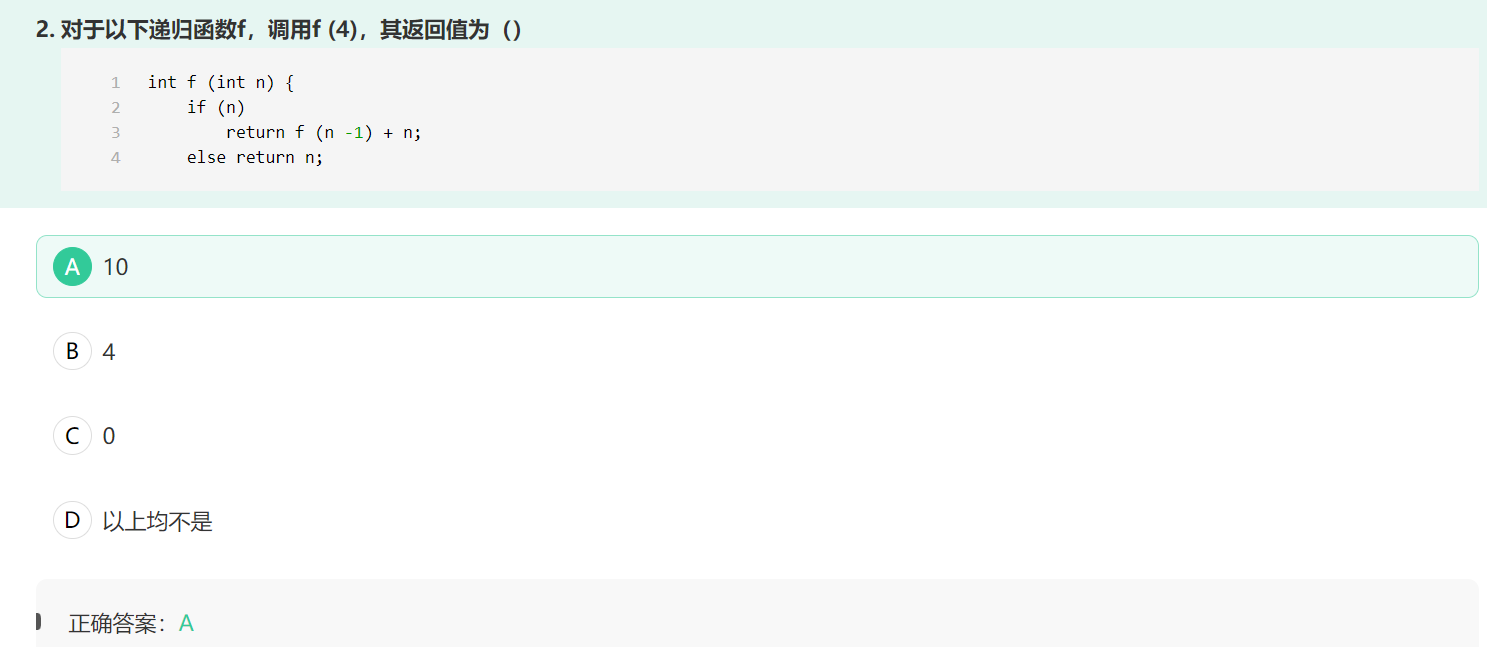 2. 对于以下递归函数f，调用f (4)，其返回值为（）
1 int f (int n) {
2 if (n)
3 return f (n -1) + n;
4 else return n;
A 10
B 4
C 0
D 以上均不是
正确答案：A